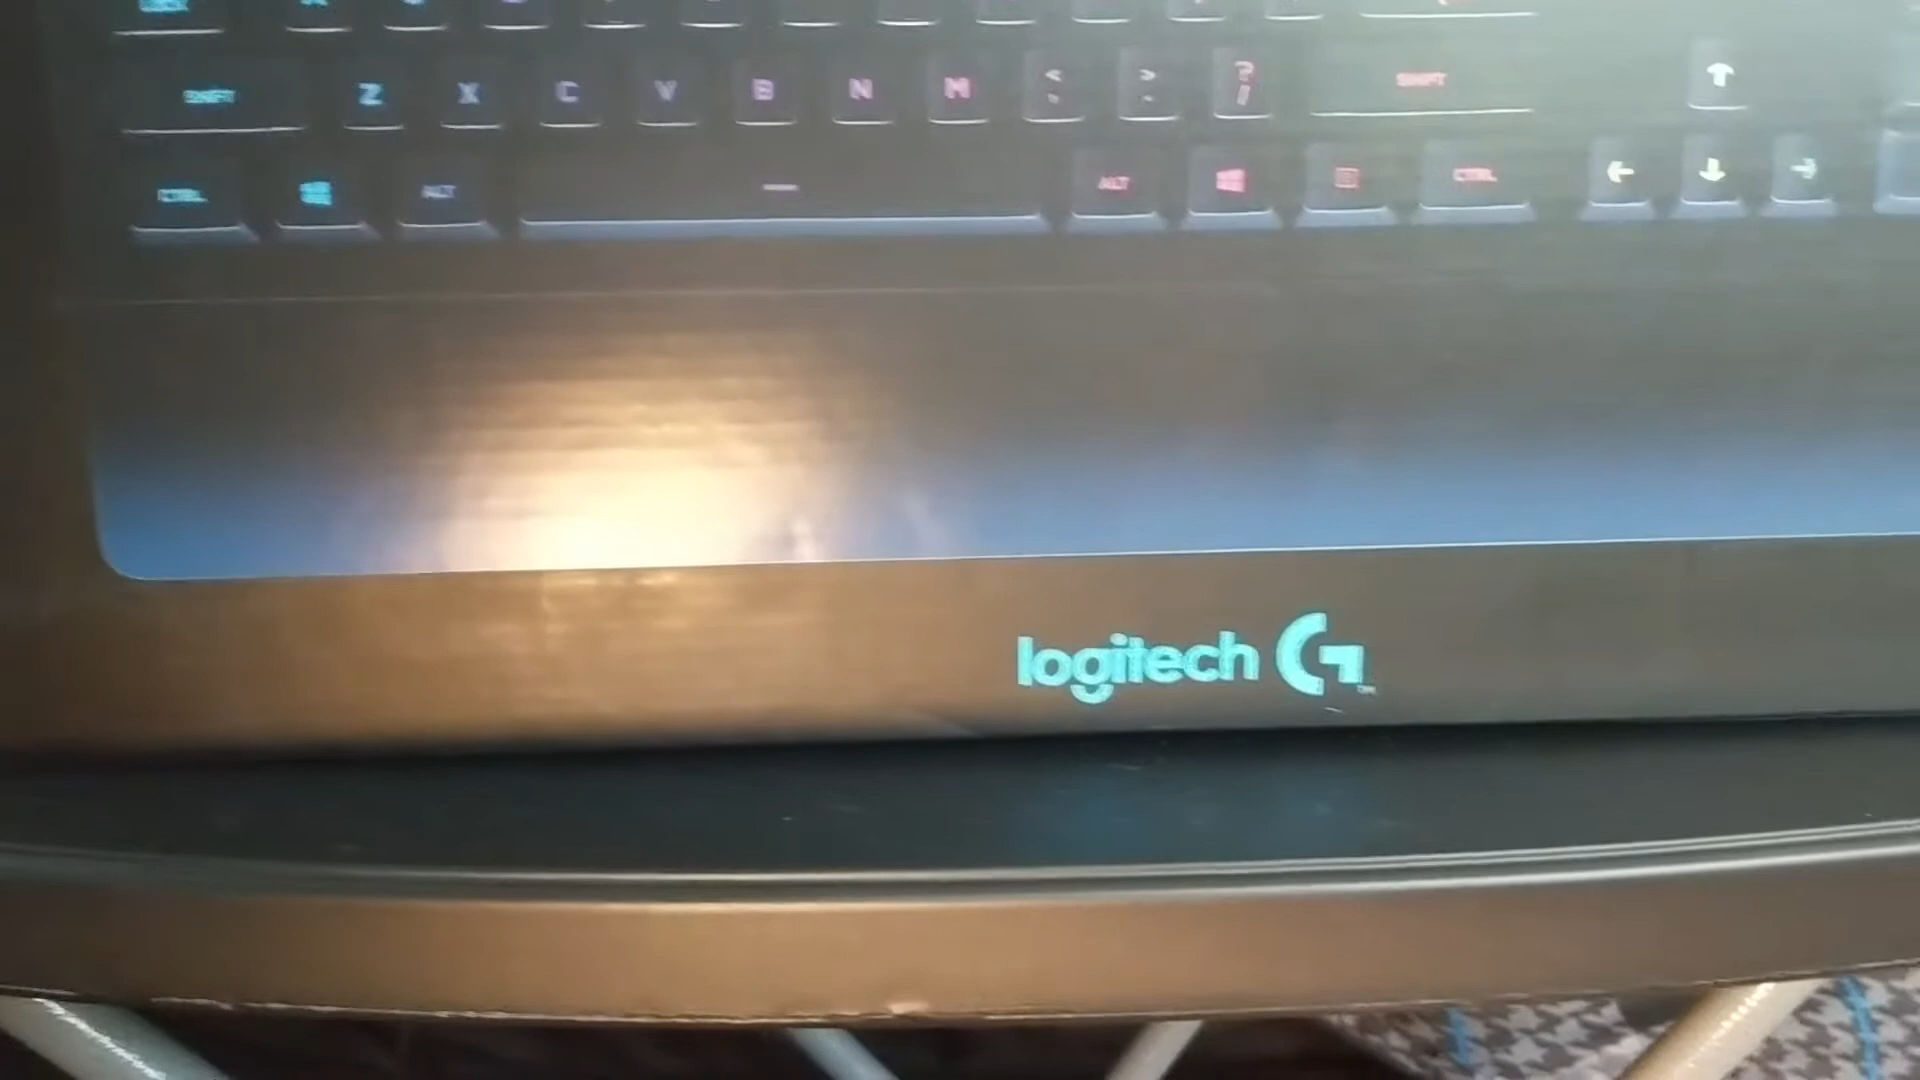 SHIFT Z X C V B N M < , > . ? / SHIFT ↑
CTRL ALT ALT CTRL ← ↓ →
logitech G